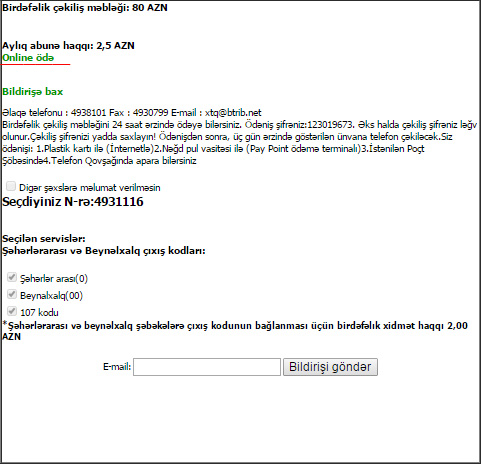 Birdəfəlik çəkiliş məbləği: 80 AZN
Aylıq abunə haqqı: 2,5 AZN
Online ödə
Bildirişə bax
Əlaqə telefonu : 4938101 Fax : 4930799 E-mail : xtq@btrib.net
Birdəfəlik çəkiliş məbləğini 24 saat ərzində ödəyə bilərsiniz. Ödəniş şifrəniz:123019673. Əks halda çəkiliş şifrəniz ləğv
olunur.Çəkiliş şifrənizi yadda saxlayın! Ödənişdən sonra, üç gün ərzində göstərilən ünvana telefon çəkiləcək.Siz
ödənişi: 1.Plastik kartı ilə (İnternetlə)2.Nəğd pul vasitəsi ilə (Pay Point ödəmə terminalı)3.İstənilən Poçt
Şöbəsində4.Telefon Qovşağında apara bilərsiniz
Digər şəxslərə məlumat verilməsin
Seçdiyiniz N-rə:4931116
Seçilən servislər:
Şəhərlərarası və Beynəlxalq çıxış kodları:
Şəhərlər arası(0)
Beynalxalq(00)
107 kodu
*Şəhərlərarası və beynəlxalq şəbəkələrə çıxış kodunun bağlanması üçün birdəfəlik xidmət haqqı 2,00
AZN
E-mail: Bildirişi göndər